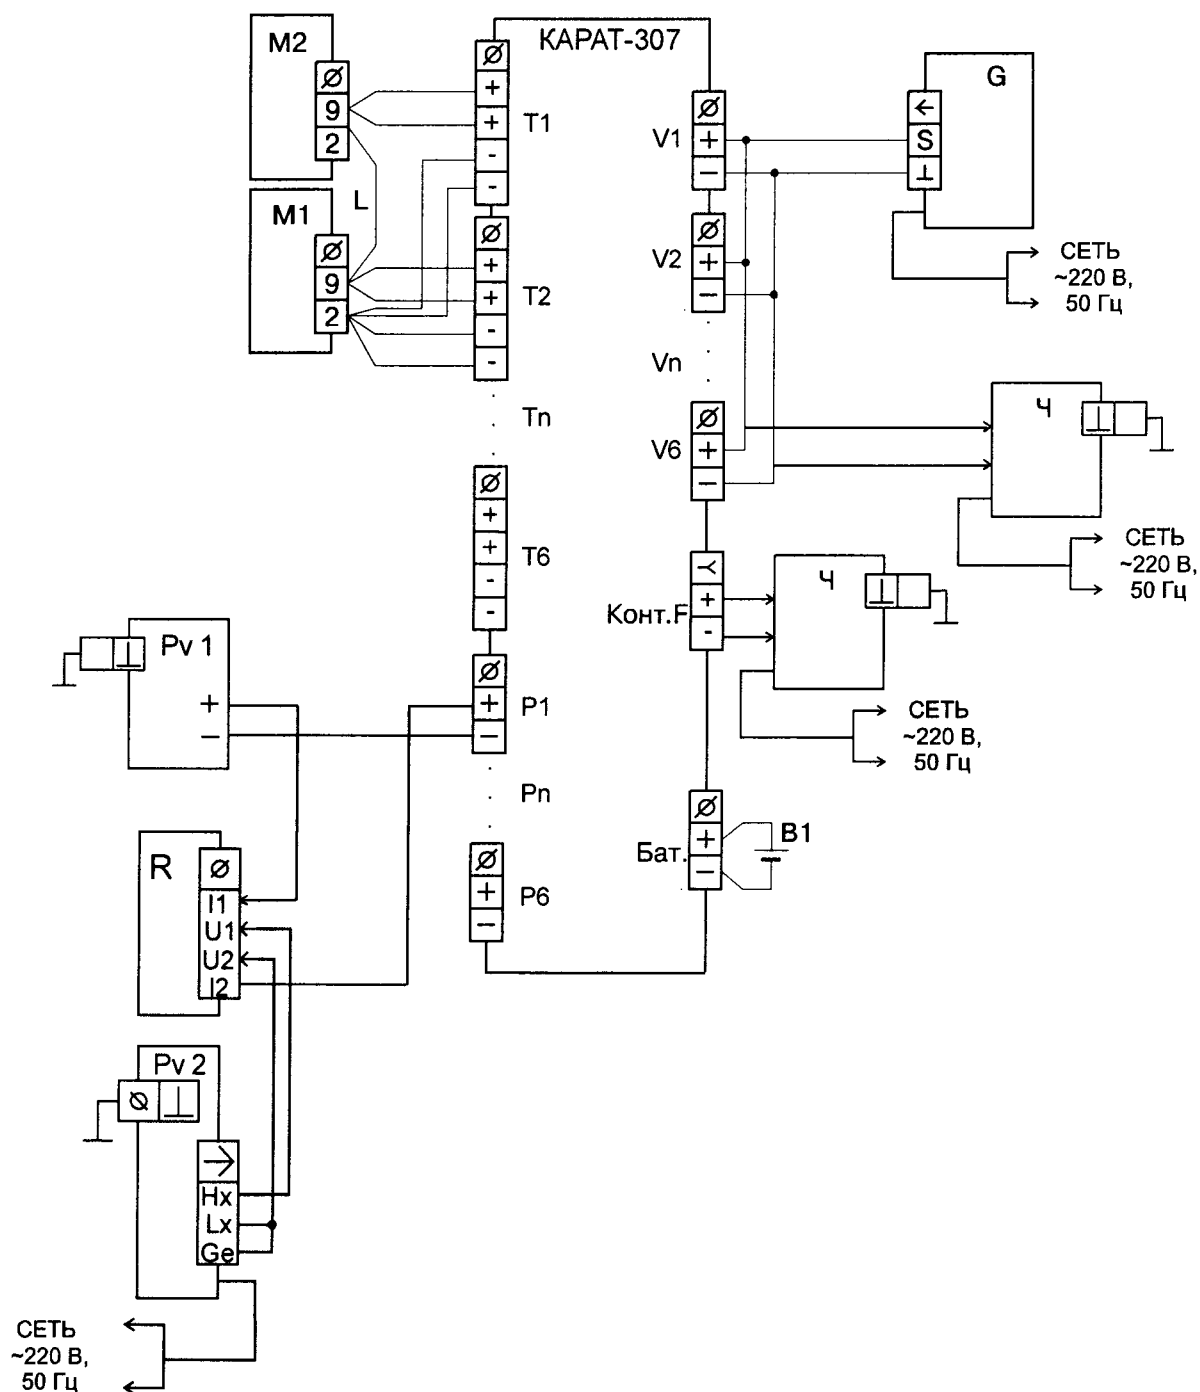 КАРАТ-307
M2
Ø
9
2
L
M1
Ø
9
2
Ø
+
+
-
-
T1
Ø
+
+
-
-
T2
Tn
Ø
+
+
-
-
T6
Ø
+
−
P1
Pn
Ø
+
−
P6
V1
Ø
+
−
V2
Ø
+
−
Vn
V6
Ø
+
−
Конт.F
Y
+
-
Бат.
Ø
+
−
B1
G
←
S
⊥
СЕТЬ
~220 В,
50 Гц
Ч
⊥
СЕТЬ
~220 В,
50 Гц
Ч
⊥
СЕТЬ
~220 В,
50 Гц
Pv 1
⊥
+
−
R
Ø
I1
U1
U2
I2
Pv 2
Ø
⊥
→
Hx
Lx
Ge
СЕТЬ
~220 В,
50 Гц